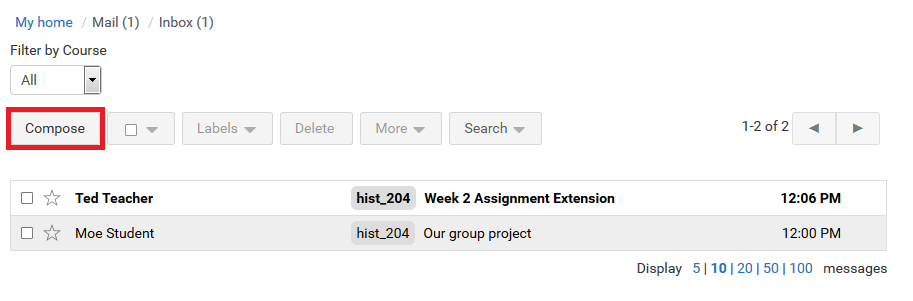 My home / Mail (1) / Inbox (1)
Filter by Course
All
Compose Labels Delete More Search 1-2 of 2
Ted Teacher hist_204 Week 2 Assignment Extension 12:06 PM
Moe Student hist_204 Our group project 12:00 PM
Display 5 | 10 | 20 | 50 | 100 messages